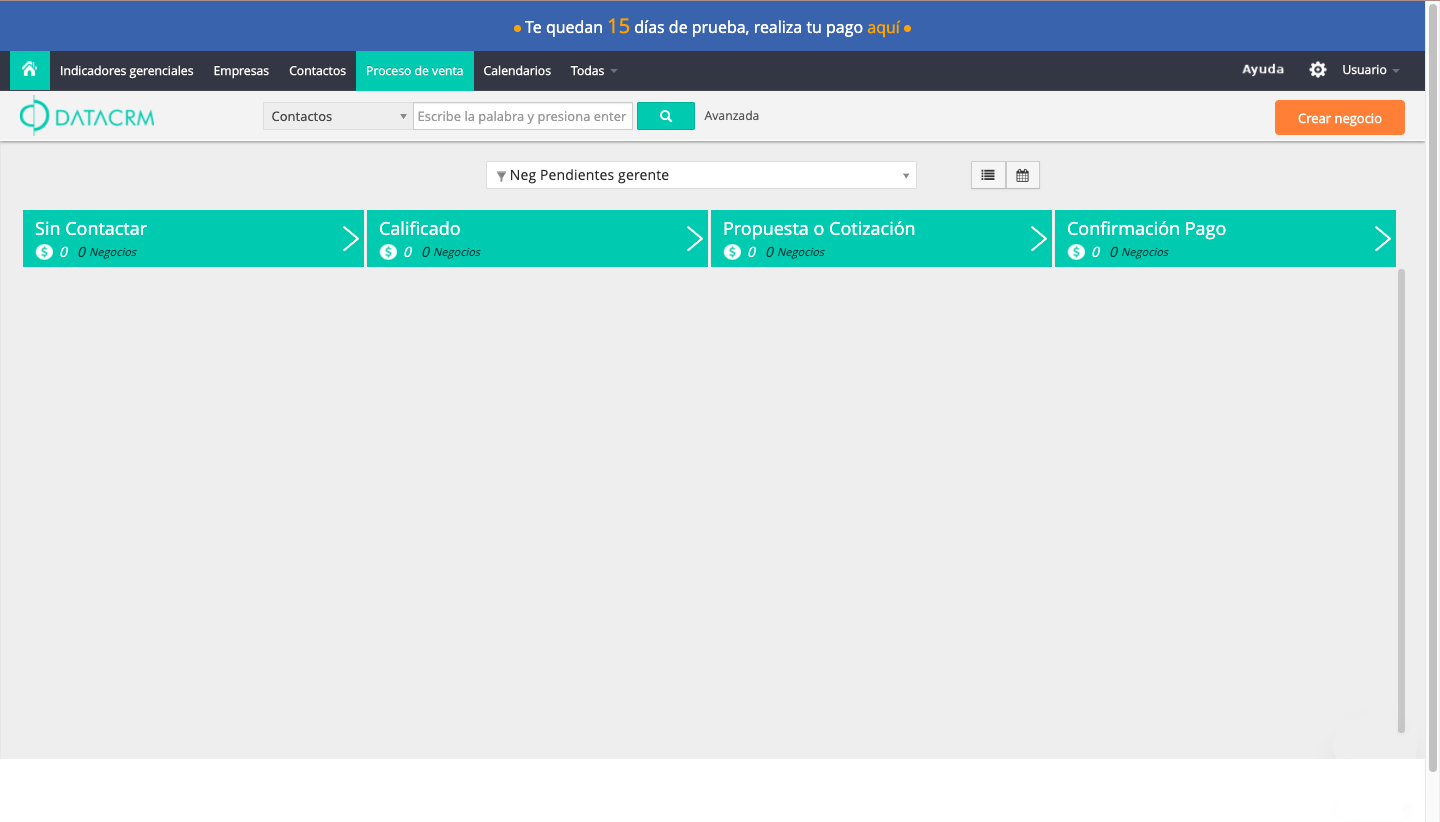 Te quedan 15 días de prueba, realiza tu pago aquí
Indicadores gerenciales Empresas Contactos Proceso de venta Calendarios Todas Ayuda Usuario
DATACRM Contactos Escribe la palabra y presiona enter Avanzada Crear negocio
Neg Pendientes gerente
Sin Contactar
$ 0 0 Negocios
Calificado
$ 0 0 Negocios
Propuesta o Cotización
$ 0 0 Negocios
Confirmación Pago
$ 0 0 Negocios